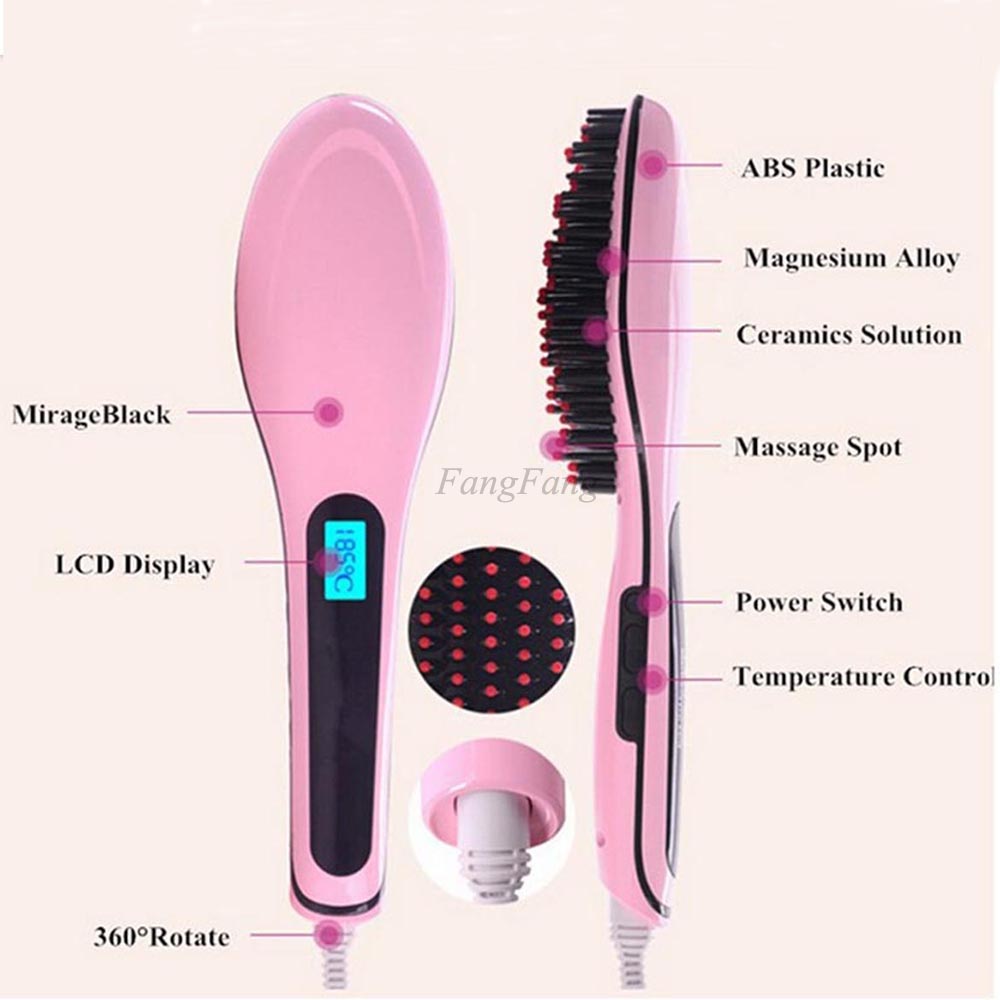 ABS Plastic
Magnesium Alloy
Ceramics Solution
MirageBlack
Massage Spot
FangFang
185°C
LCD Display
Power Switch
Temperature Control
360°Rotate